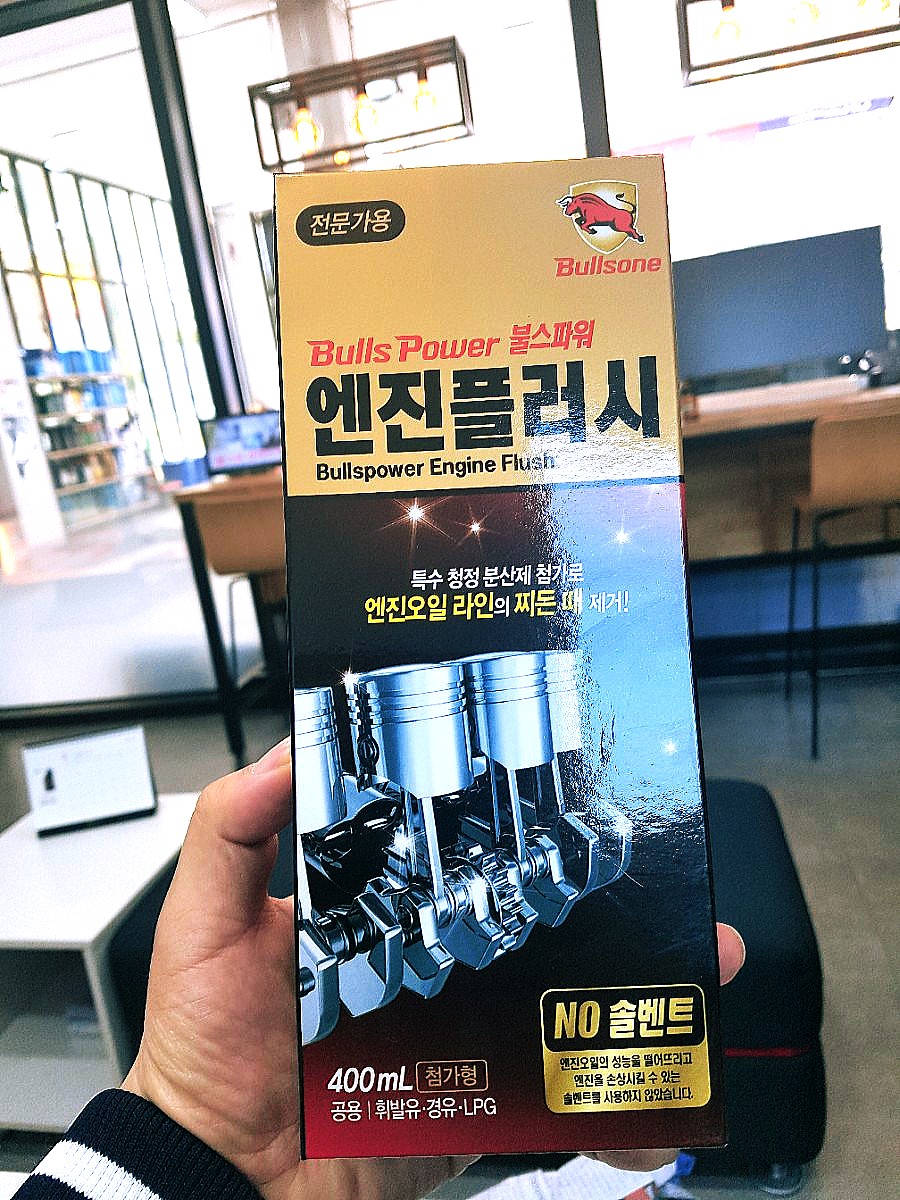 전문가용
Bullsone
Bulls Power 불스파워
엔진플러시
Bullspower Engine Flush
특수 청정 분산제 첨가로
엔진오일 라인의 찌든 때 제거!
NO 솔벤트
엔진오일의 성능을 떨어뜨리고
엔진을 손상시킬 수 있는
솔벤트를 사용하지 않았습니다.
400mL 첨가형
공용 | 휘발유·경유·LPG